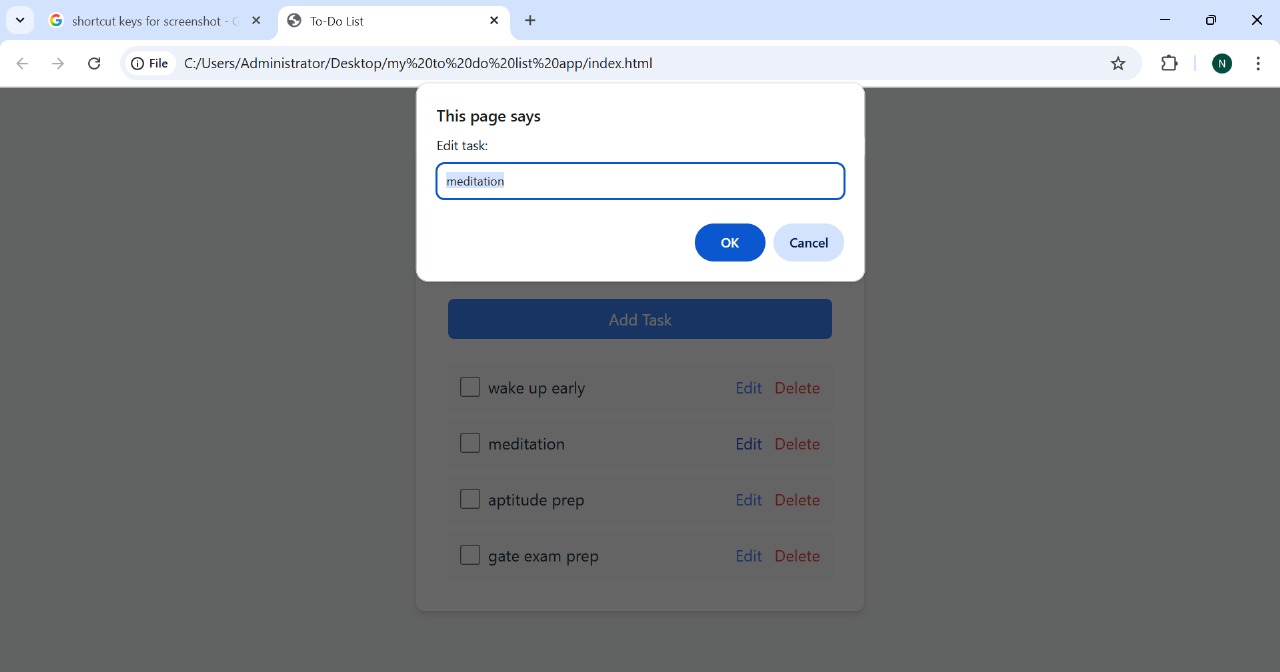 shortcut keys for screenshot -
To-Do List
File
C:/Users/Administrator/Desktop/my%20to%20do%20list%20app/index.html
N
This page says
Edit task:
meditation
OK
Cancel
Add Task
wake up early Edit Delete
meditation Edit Delete
aptitude prep Edit Delete
gate exam prep Edit Delete